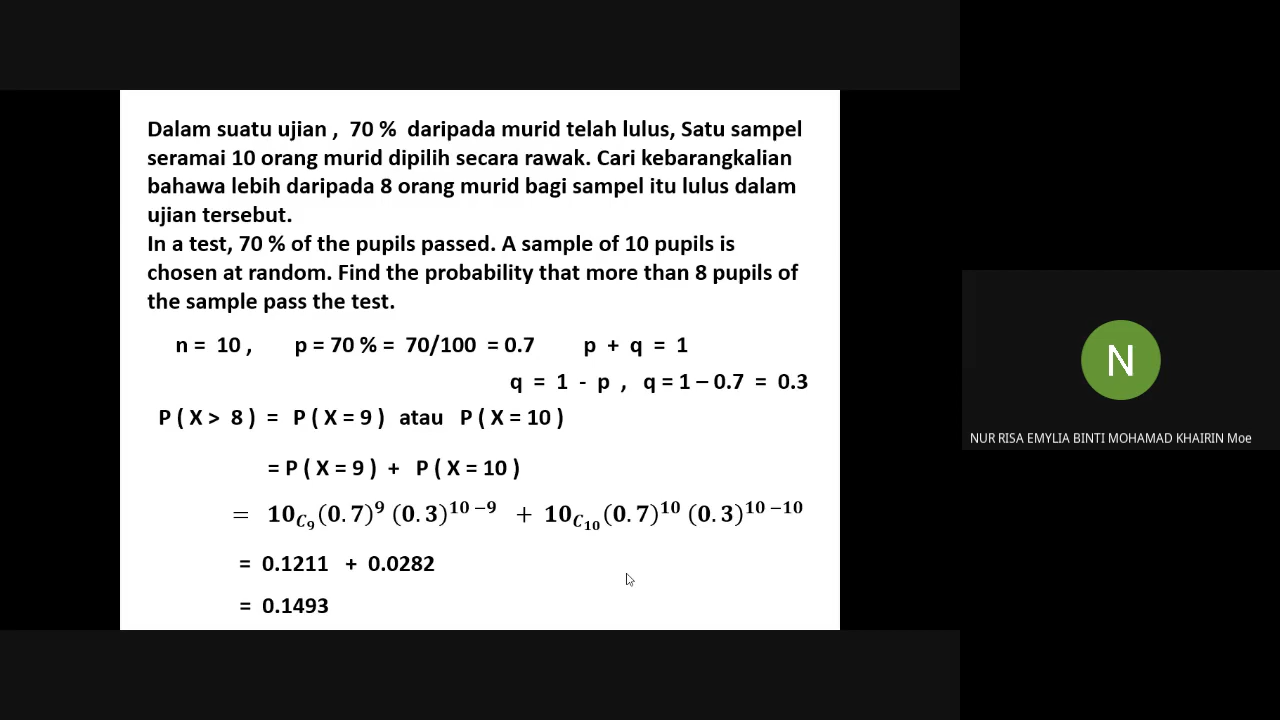 Dalam suatu ujian , 70 % daripada murid telah lulus, Satu sampel
seramai 10 orang murid dipilih secara rawak. Cari kebarangkalian
bahawa lebih daripada 8 orang murid bagi sampel itu lulus dalam
ujian tersebut.
In a test, 70 % of the pupils passed. A sample of 10 pupils is
chosen at random. Find the probability that more than 8 pupils of
the sample pass the test.
n = 10 , p = 70 % = 70/100 = 0.7 p + q = 1
q = 1 - p , q = 1 – 0.7 = 0.3
P ( X > 8 ) = P ( X = 9 ) atau P ( X = 10 )
= P ( X = 9 ) + P ( X = 10 )
= 10_{C_9}(0.7)^9 (0.3)^{10 −9} + 10_{C_{10}}(0.7)^{10} (0.3)^{10 −10}
= 0.1211 + 0.0282
= 0.1493
N
NUR RISA EMYLIA BINTI MOHAMAD KHAIRIN Moe